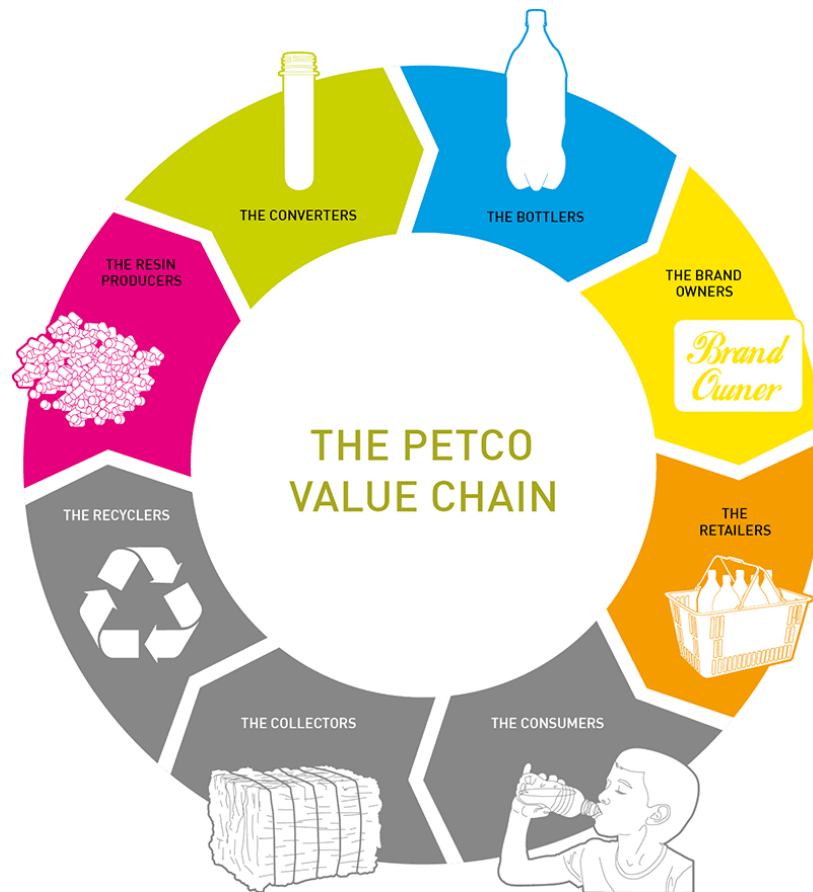 THE CONVERTERS
THE BOTTLERS
THE RESIN
PRODUCERS
THE BRAND
OWNERS
Brand
Owner
THE PETCO
VALUE CHAIN
THE RECYCLERS
THE
RETAILERS
THE COLLECTORS
THE CONSUMERS